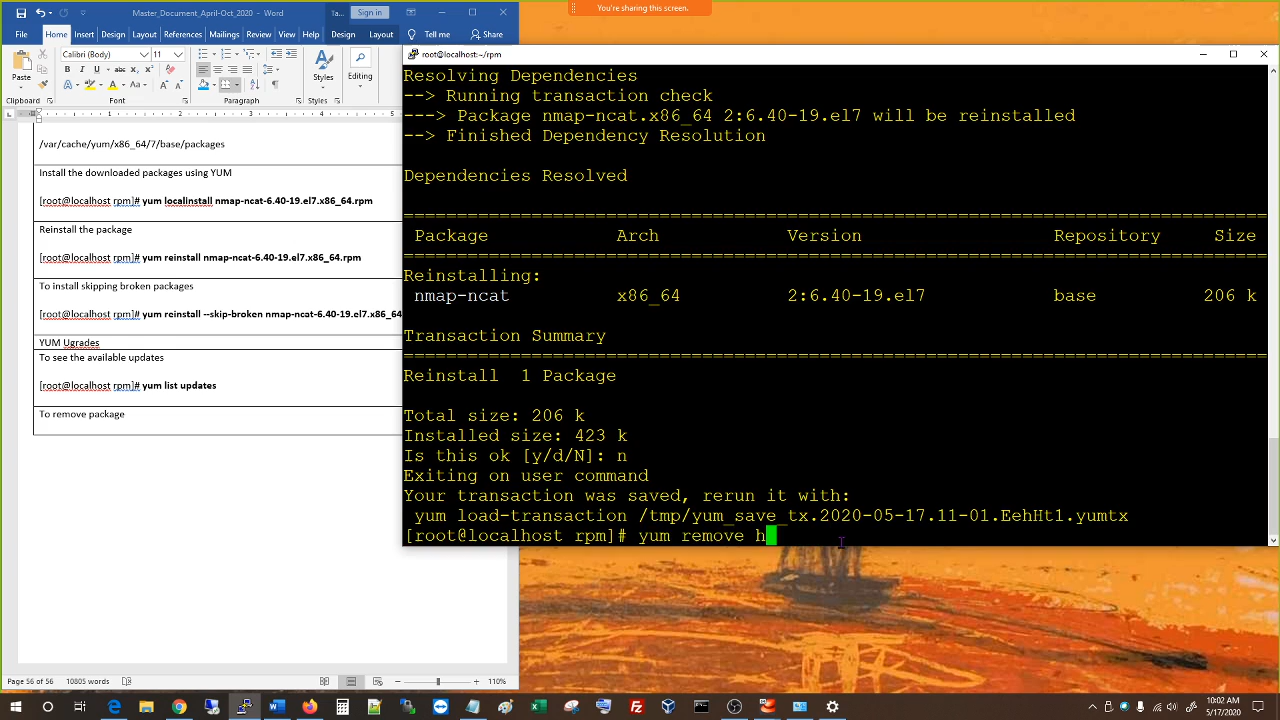 You're sharing this screen.
Master_Document_April-Oct_2020 - Word
Ta...
Sign in
File
Home
Insert
Design
Layout
References
Mailings
Review
View
Help
Design
Layout
Tell me
Share
Paste
Calibri (Body)
11
Styles
Editing
Clipboard
Font
Paragraph
Styles
/var/cache/yum/x86_64/7/base/packages
Install the downloaded packages using YUM
[root@localhost rpm]# yum localinstall nmap-ncat-6.40-19.el7.x86_64.rpm
Reinstall the package
[root@localhost rpm]# yum reinstall nmap-ncat-6.40-19.el7.x86_64.rpm
To install skipping broken packages
[root@localhost rpm]# yum reinstall --skip-broken nmap-ncat-6.40-19.el7.x86_64
YUM Ugrades
To see the available updates
[root@localhost rpm]# yum list updates
To remove package
Page 56 of 56
10805 words
110%
root@localhost:~/rpm
Resolving Dependencies
--> Running transaction check
---> Package nmap-ncat.x86_64 2:6.40-19.el7 will be reinstalled
--> Finished Dependency Resolution
Dependencies Resolved
================================================================================
Package Arch Version Repository Size
================================================================================
Reinstalling:
nmap-ncat x86_64 2:6.40-19.el7 base 206 k
Transaction Summary
================================================================================
Reinstall  1 Package
Total size: 206 k
Installed size: 423 k
Is this ok [y/d/N]: n
Exiting on user command
Your transaction was saved, rerun it with:
yum load-transaction /tmp/yum_save_tx.2020-05-17.11-01.EehHt1.yumtx
[root@localhost rpm]# yum remove h
10:02 AM
5/17/2020